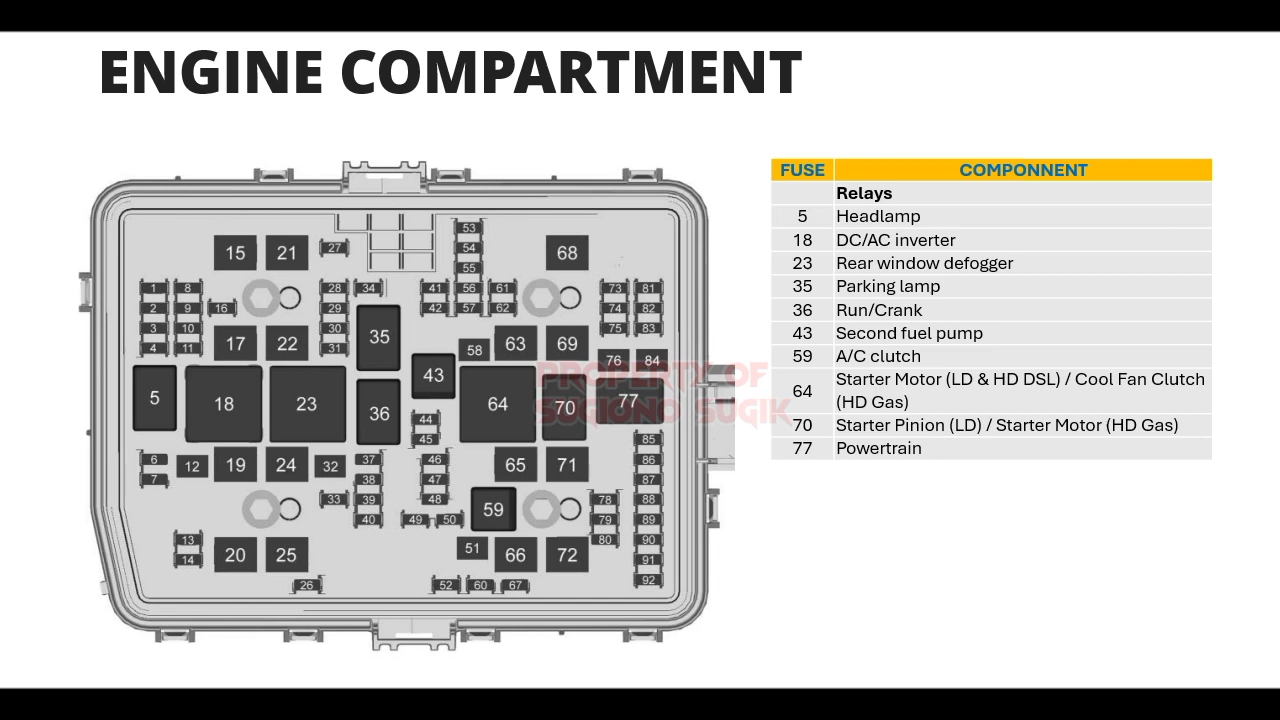 ENGINE COMPARTMENT
FUSE COMPONNENT
Relays
5 Headlamp
18 DC/AC inverter
23 Rear window defogger
35 Parking lamp
36 Run/Crank
43 Second fuel pump
59 A/C clutch
64 Starter Motor (LD & HD DSL) / Cool Fan Clutch
(HD Gas)
70 Starter Pinion (LD) / Starter Motor (HD Gas)
77 Powertrain
53
15 21 27 54 68
55
1 8 28 34 41 56 61 73 81
2 9 16 29 42 57 62 74 82
3 10 30 75 83
4 11 17 22 31 35 58 63 69
76 84
43
PROPERTY OF
SUGIONO SUGIK
5 18 23 36 64 70 77
44
45 85
6 12 19 24 32 37 46 65 71 86
7 38 47 87
33 39 48 78 88
40 49 50 59 79 89
13 80 90
14 20 25 51 66 72 91
26 52 60 67 92